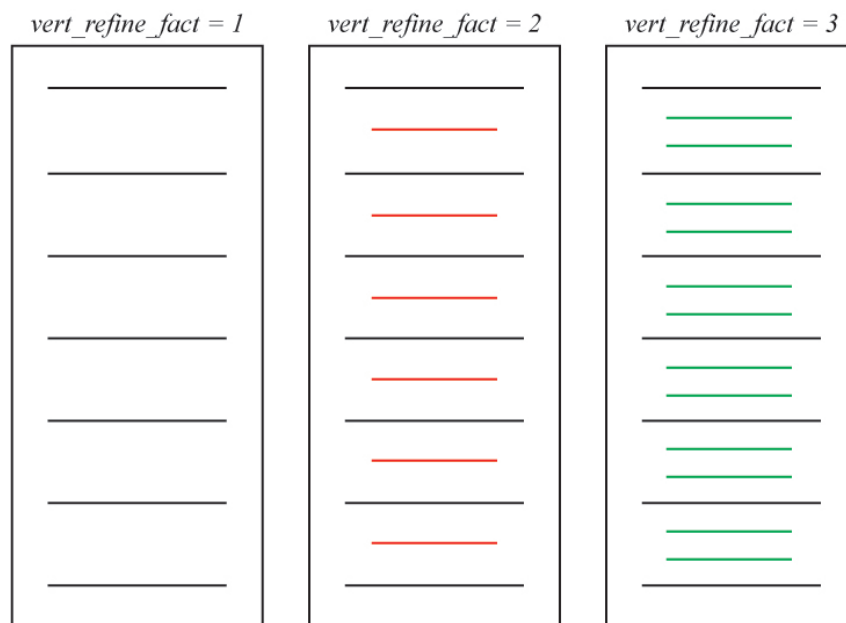 vert_refine_fact = 1
vert_refine_fact = 2
vert_refine_fact = 3